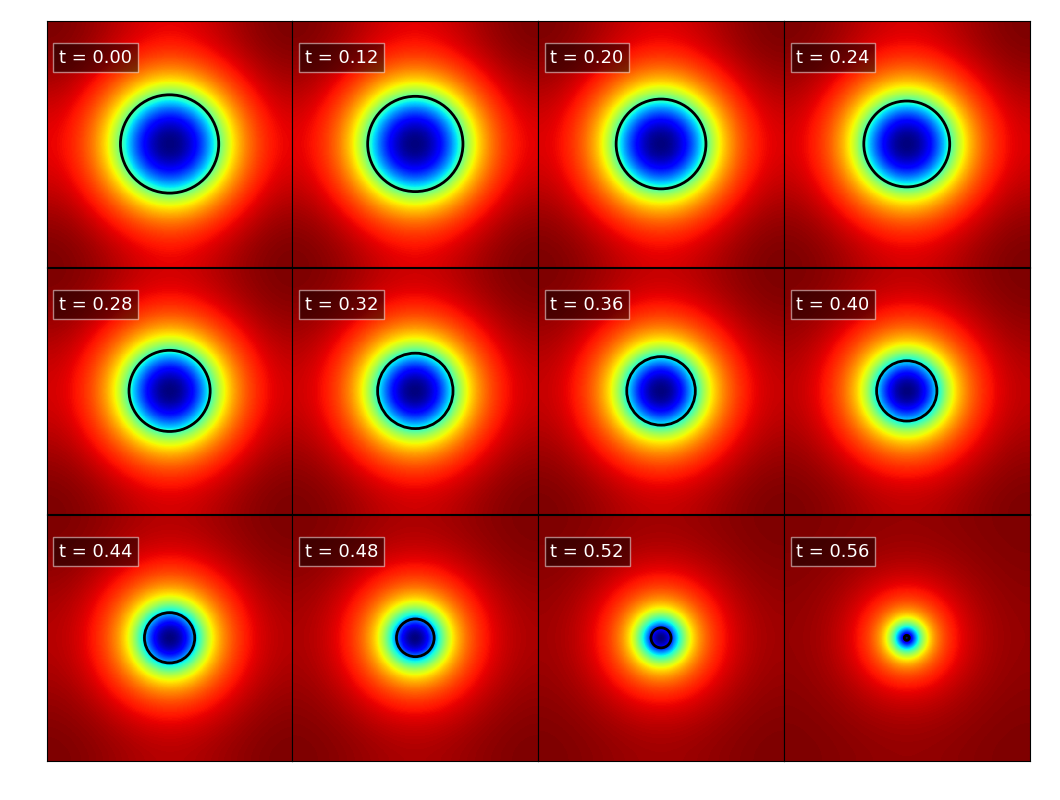 t = 0.00
t = 0.12
t = 0.20
t = 0.24
t = 0.28
t = 0.32
t = 0.36
t = 0.40
t = 0.44
t = 0.48
t = 0.52
t = 0.56